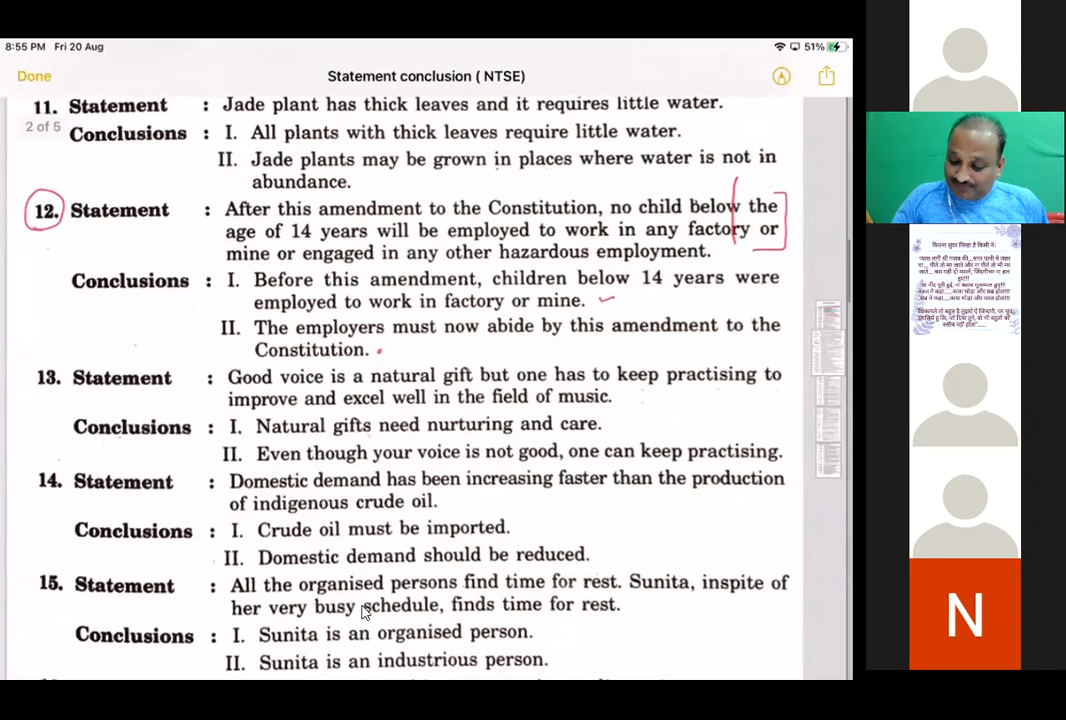 8:55 PM Fri 20 Aug
51%
Done
Statement conclusion ( NTSE)
2 of 5
11. Statement : Jade plant has thick leaves and it requires little water.
Conclusions : I. All plants with thick leaves require little water.
II. Jade plants may be grown in places where water is not in
abundance.
12. Statement : After this amendment to the Constitution, no child below the
age of 14 years will be employed to work in any factory or
mine or engaged in any other hazardous employment.
Conclusions : I. Before this amendment, children below 14 years were
employed to work in factory or mine.
II. The employers must now abide by this amendment to the
Constitution.
13. Statement : Good voice is a natural gift but one has to keep practising to
improve and excel well in the field of music.
Conclusions : I. Natural gifts need nurturing and care.
II. Even though your voice is not good, one can keep practising.
14. Statement : Domestic demand has been increasing faster than the production
of indigenous crude oil.
Conclusions : I. Crude oil must be imported.
II. Domestic demand should be reduced.
15. Statement : All the organised persons find time for rest. Sunita, inspite of
her very busy schedule, finds time for rest.
Conclusions : I. Sunita is an organised person.
II. Sunita is an industrious person.
कितना सुंदर लिखा है किसी ने।
N